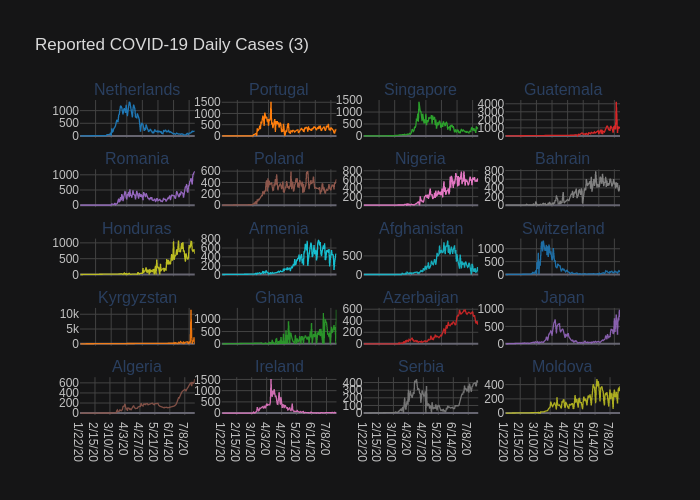 Reported COVID-19 Daily Cases (3)
Netherlands Portugal Singapore Guatemala
1000 500 0 1500 1000 500 0 1500 1000 500 0 4000 3000 2000 1000 0
Romania Poland Nigeria Bahrain
1000 500 0 600 400 200 0 800 600 400 200 0 800 600 400 200 0
Honduras Armenia Afghanistan Switzerland
1000 500 0 800 600 400 200 0 500 0 1000 500 0
Kyrgyzstan Ghana Azerbaijan Japan
10k 5k 0 1000 500 0 600 400 200 0 1000 500 0
Algeria Ireland Serbia Moldova
600 400 200 0 1500 1000 500 0 400 300 200 100 0 400 200 0
1/22/20 2/15/20 3/10/20 4/3/20 4/27/20 5/21/20 6/14/20 7/8/20 1/22/20 2/15/20 3/10/20 4/3/20 4/27/20 5/21/20 6/14/20 7/8/20 1/22/20 2/15/20 3/10/20 4/3/20 4/27/20 5/21/20 6/14/20 7/8/20 1/22/20 2/15/20 3/10/20 4/3/20 4/27/20 5/21/20 6/14/20 7/8/20